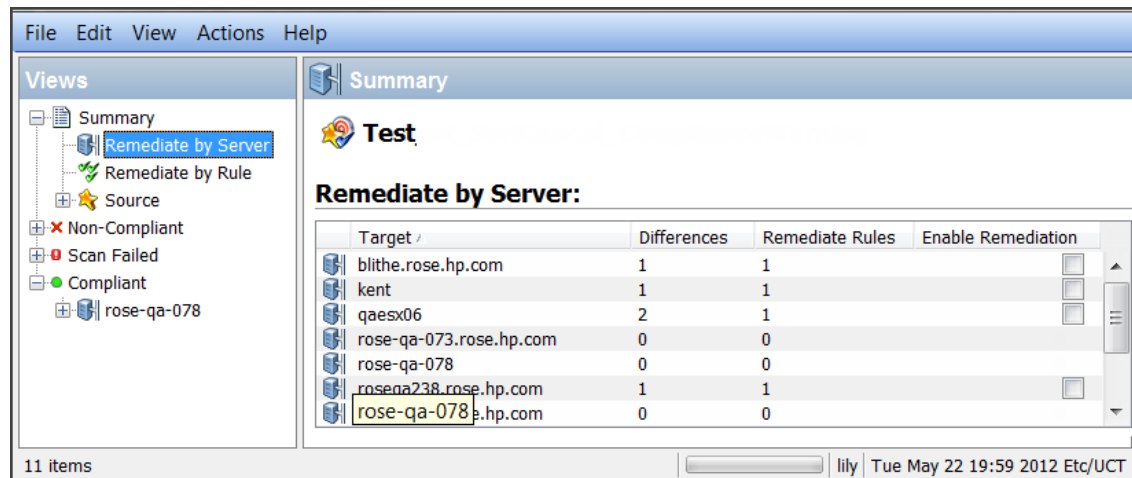 File Edit View Actions Help
Views
Summary
Remediate by Server
Remediate by Rule
Source
Non-Compliant
Scan Failed
Compliant
rose-qa-078
Summary
Test
Remediate by Server:
Target Differences Remediate Rules Enable Remediation
blithe.rose.hp.com 1 1
kent 1 1
qaesx06 2 1
rose-qa-073.rose.hp.com 0 0
rose-qa-078 0 0
roseqa238.rose.hp.com 1 1
rose-qa-078 e.hp.com 0 0
11 items lily Tue May 22 19:59 2012 Etc/UCT